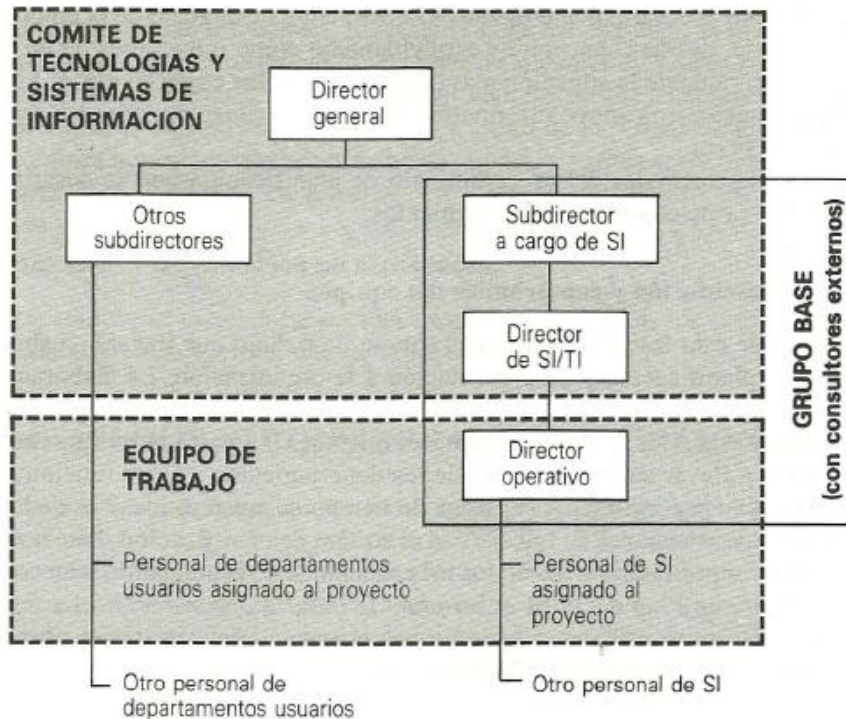 COMITE DE
TECNOLOGIAS Y
SISTEMAS DE
INFORMACION
Director
general
Otros
subdirectores
Subdirector
a cargo de SI
Director
de SI/TI
GRUPO BASE
(con consultores externos)
EQUIPO DE
TRABAJO
Director
operativo
Personal de departamentos
usuarios asignado al proyecto
Personal de SI
asignado al
proyecto
Otro personal de
departamentos usuarios
Otro personal de SI